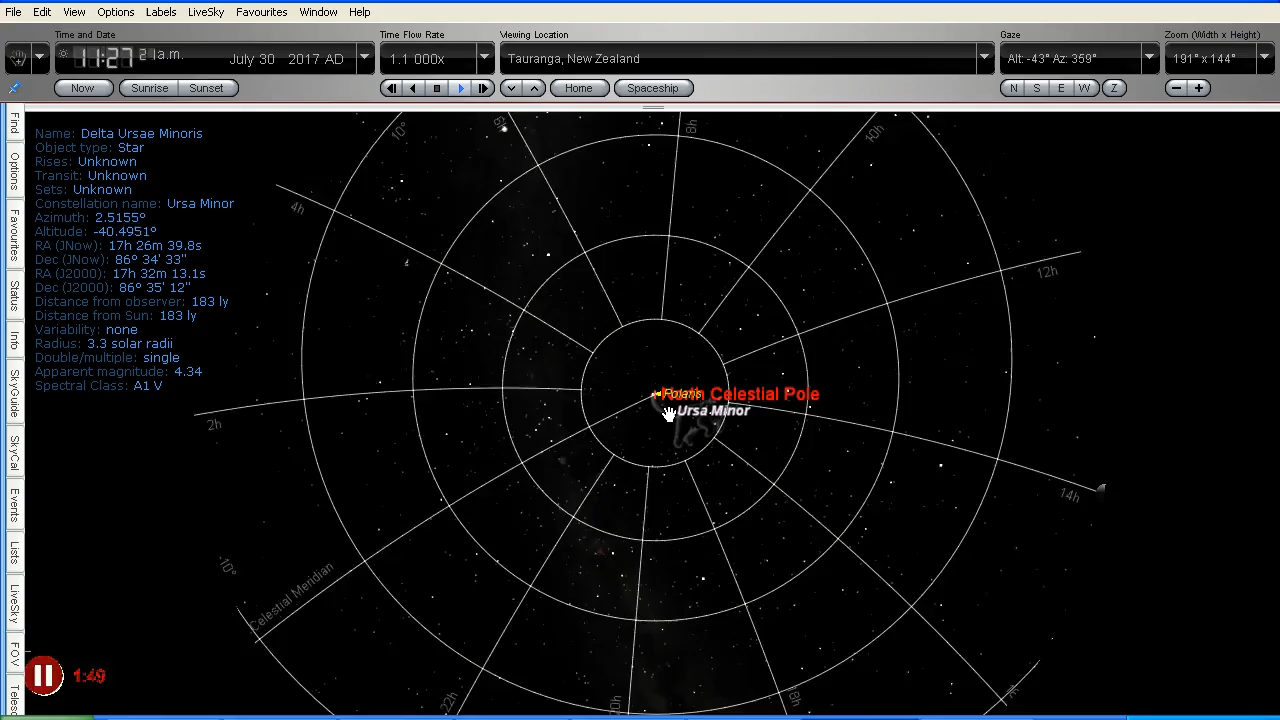 File Edit View Options Labels LiveSky Favourites Window Help
Time and Date Time Flow Rate Viewing Location Gaze Zoom (Width x Height)
11:27 a.m. July 30 2017 AD 1.1 000x Tauranga, New Zealand Alt: -43° Az: 359° 191° x 144°
Now Sunrise Sunset Home Spaceship N S E W Z
Find
Options
Favourites
Status
Info
SkyGuide
SkyCal
Events
Lists
LiveSky
FOV
Name: Delta Ursae Minoris
Object type: Star
Rises: Unknown
Transit: Unknown
Sets: Unknown
Constellation name: Ursa Minor
Azimuth: 2.5155°
Altitude: -40.4951°
RA (JNow): 17h 26m 39.8s
Dec (JNow): 86° 34' 33"
RA (J2000): 17h 32m 13.1s
Dec (J2000): 86° 35' 12"
Distance from observer: 183 ly
Distance from Sun: 183 ly
Variability: none
Radius: 3.3 solar radii
Double/multiple: single
Apparent magnitude: 4.34
Spectral Class: A1 V
10°
8h
10h
4h
12h
2h
Polaris
North Celestial Pole
Ursa Minor
14h
-10°
Celestial Meridian
22h
20h
1:49